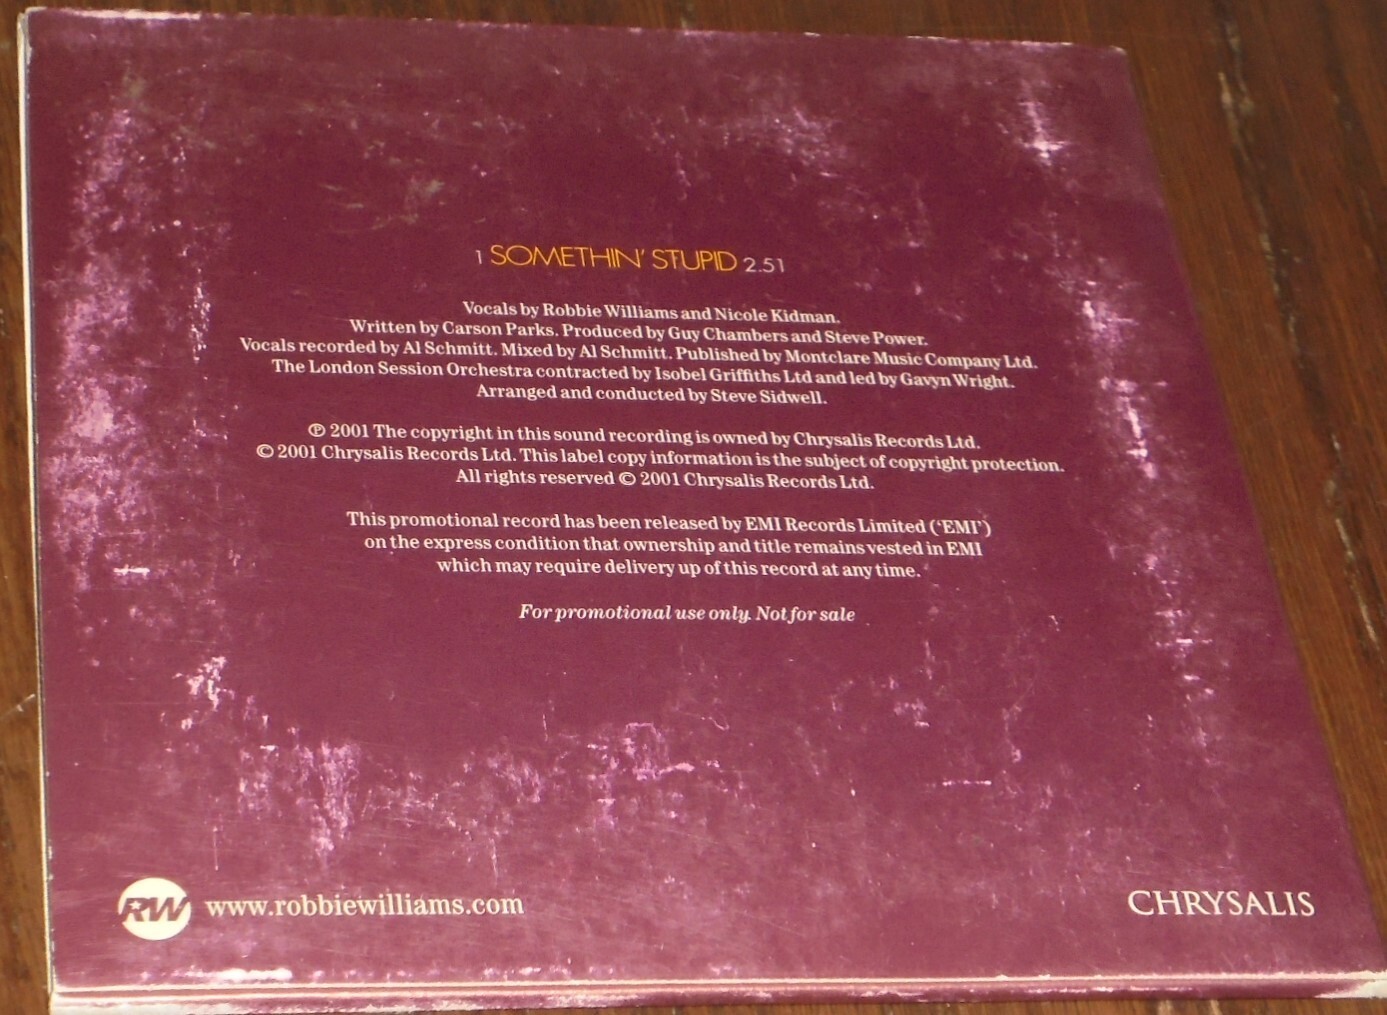 1 SOMETHIN' STUPID 2.51
Vocals by Robbie Williams and Nicole Kidman.
Written by Carson Parks. Produced by Guy Chambers and Steve Power.
Vocals recorded by Al Schmitt. Mixed by Al Schmitt. Published by Montclare Music Company Ltd.
The London Session Orchestra contracted by Isobel Griffiths Ltd and led by Gavyn Wright.
Arranged and conducted by Steve Sidwell.
℗ 2001 The copyright in this sound recording is owned by Chrysalis Records Ltd.
© 2001 Chrysalis Records Ltd. This label copy information is the subject of copyright protection.
All rights reserved © 2001 Chrysalis Records Ltd.
This promotional record has been released by EMI Records Limited ('EMI')
on the express condition that ownership and title remains vested in EMI
which may require delivery up of this record at any time.
For promotional use only. Not for sale
RW www.robbiewilliams.com
CHRYSALIS